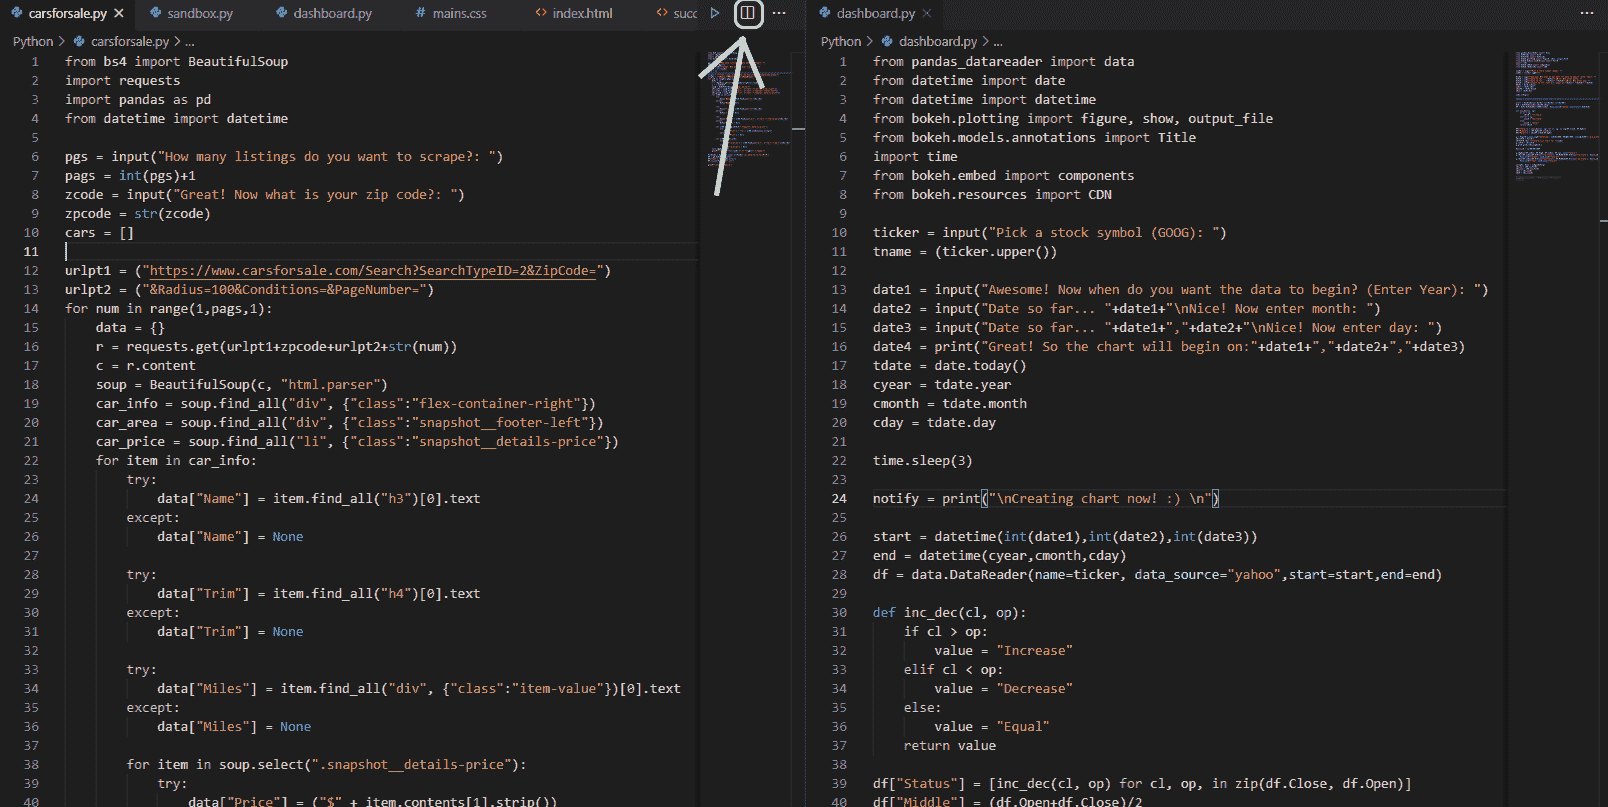 carsforsale.py
sandbox.py
dashboard.py
# mains.css
<> index.html
<> succ
Python > carsforsale.py > ...
1 from bs4 import BeautifulSoup
2 import requests
3 import pandas as pd
4 from datetime import datetime
5
6 pgs = input("How many listings do you want to scrape?: ")
7 pags = int(pgs)+1
8 zcode = input("Great! Now what is your zip code?: ")
9 zpcode = str(zcode)
10 cars = []
11
12 urlpt1 = ("https://www.carsforsale.com/Search?SearchTypeID=2&ZipCode=")
13 urlpt2 = ("&Radius=100&Conditions=&PageNumber=")
14 for num in range(1,pags,1):
15     data = {}
16     r = requests.get(urlpt1+zpcode+urlpt2+str(num))
17     c = r.content
18     soup = BeautifulSoup(c, "html.parser")
19     car_info = soup.find_all("div", {"class":"flex-container-right"})
20     car_area = soup.find_all("div", {"class":"snapshot__footer-left"})
21     car_price = soup.find_all("li", {"class":"snapshot__details-price"})
22     for item in car_info:
23         try:
24             data["Name"] = item.find_all("h3")[0].text
25         except:
26             data["Name"] = None
27
28         try:
29             data["Trim"] = item.find_all("h4")[0].text
30         except:
31             data["Trim"] = None
32
33         try:
34             data["Miles"] = item.find_all("div", {"class":"item-value"})[0].text
35         except:
36             data["Miles"] = None
37
38         for item in soup.select(".snapshot__details-price"):
39             try:
40                 data["Price"] = ("$" + item.contents[1].strip())
dashboard.py
Python > dashboard.py > ...
1 from pandas_datareader import data
2 from datetime import date
3 from datetime import datetime
4 from bokeh.plotting import figure, show, output_file
5 from bokeh.models.annotations import Title
6 import time
7 from bokeh.embed import components
8 from bokeh.resources import CDN
9
10 ticker = input("Pick a stock symbol (GOOG): ")
11 tname = (ticker.upper())
12
13 date1 = input("Awesome! Now when do you want the data to begin? (Enter Year): ")
14 date2 = input("Date so far... "+date1+"\nNice! Now enter month: ")
15 date3 = input("Date so far... "+date1+","+date2+"\nNice! Now enter day: ")
16 date4 = print("Great! So the chart will begin on:"+date1+","+date2+","+date3)
17 tdate = date.today()
18 cyear = tdate.year
19 cmonth = tdate.month
20 cday = tdate.day
21
22 time.sleep(3)
23
24 notify = print("\nCreating chart now! :) \n")
25
26 start = datetime(int(date1),int(date2),int(date3))
27 end = datetime(cyear,cmonth,cday)
28 df = data.DataReader(name=ticker, data_source="yahoo",start=start,end=end)
29
30 def inc_dec(cl, op):
31     if cl > op:
32         value = "Increase"
33     elif cl < op:
34         value = "Decrease"
35     else:
36         value = "Equal"
37     return value
38
39 df["Status"] = [inc_dec(cl, op) for cl, op, in zip(df.Close, df.Open)]
40 df["Middle"] = (df.Open+df.Close)/2